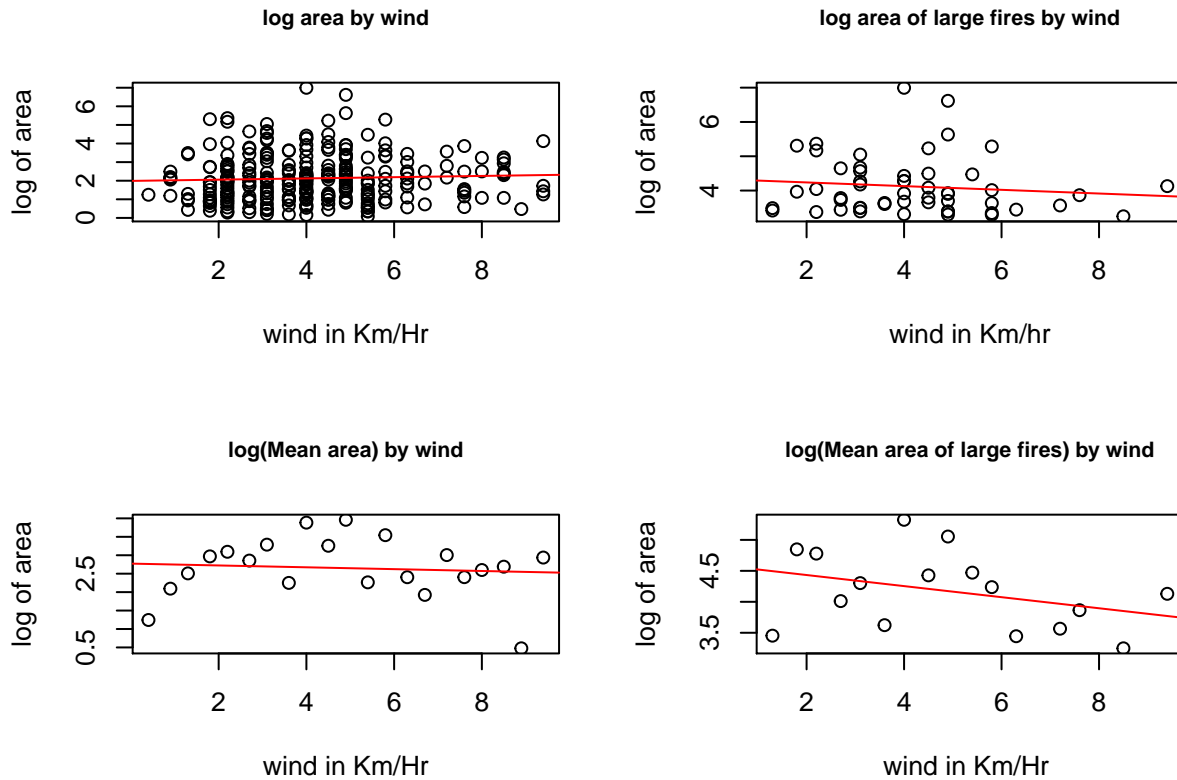 log area by wind
log of area
0 2 4 6
2 4 6 8
wind in Km/Hr
log area of large fires by wind
log of area
4 6
2 4 6 8
wind in Km/hr
log(Mean area) by wind
log of area
0.5 2.5
2 4 6 8
wind in Km/Hr
log(Mean area of large fires) by wind
log of area
3.5 4.5
2 4 6 8
wind in Km/Hr